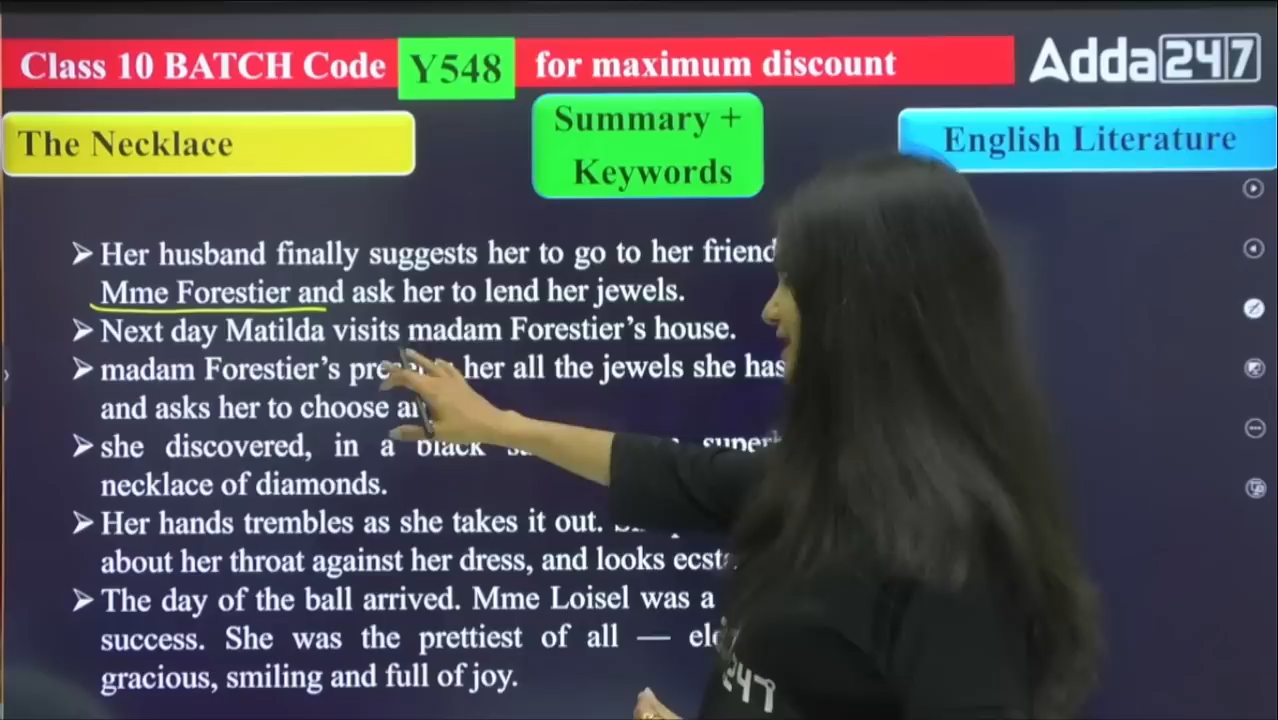 Class 10 BATCH Code Y548 for maximum discount
Adda247
The Necklace
Summary +
Keywords
English Literature
➢ Her husband finally suggests her to go to her friend
Mme Forestier and ask her to lend her jewels.
➢ Next day Matilda visits madam Forestier's house.
➢ madam Forestier's her all the jewels she has
and asks her to choose
➢ she discovered, in a black
necklace of diamonds.
➢ Her hands trembles as she takes it out.
about her throat against her dress, and looks
➢ The day of the ball arrived. Mme Loisel was a
success. She was the prettiest of all —
gracious, smiling and full of joy.
247